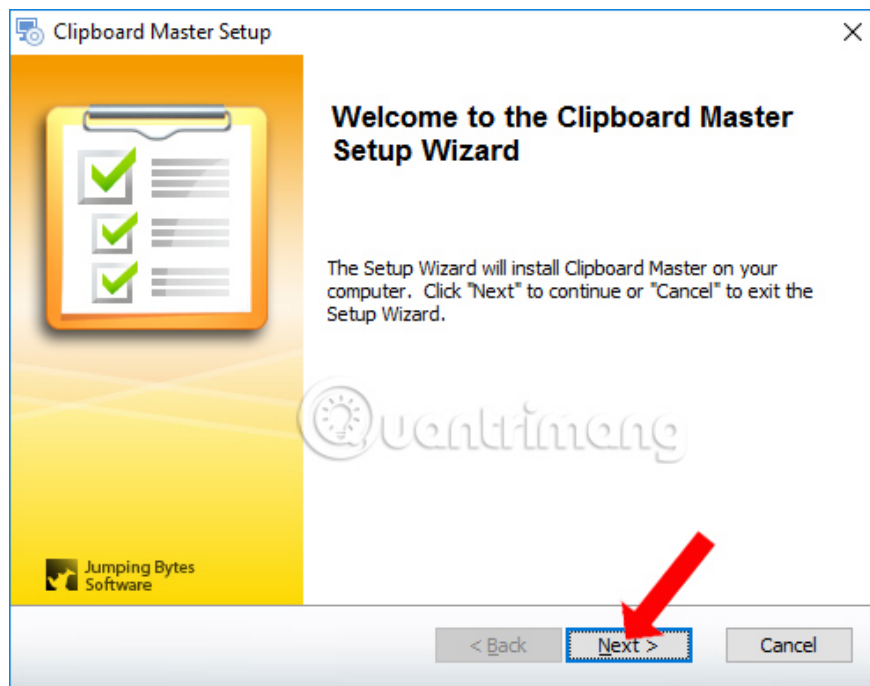 Clipboard Master Setup
Welcome to the Clipboard Master
Setup Wizard
The Setup Wizard will install Clipboard Master on your
computer. Click "Next" to continue or "Cancel" to exit the
Setup Wizard.
Quantrimang
Jumping Bytes
Software
< Back
Next >
Cancel